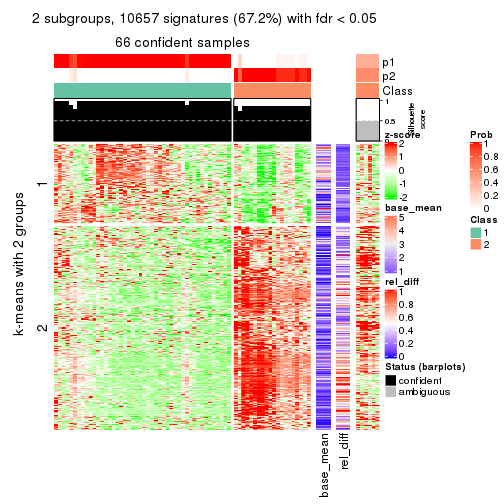 2 subgroups, 10657 signatures (67.2%) with fdr < 0.05
66 confident samples
p1
p2
Class
1
0.5
0
Silhouette
score
k-means with 2 groups
1
2
base_mean
rel_diff
z-score
2
1
0
-1
-2
base_mean
5
4
3
2
1
rel_diff
1
0.8
0.6
0.4
0.2
0
Status (barplots)
confident
ambiguous
Prob
1
0.8
0.6
0.4
0.2
0
Class
1
2